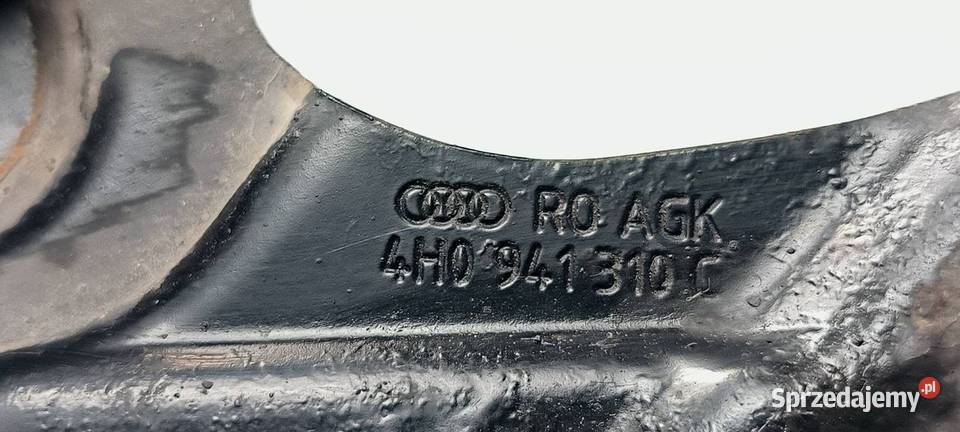 RO AGK
4H0 941 310 C
Sprzedajemy.pl